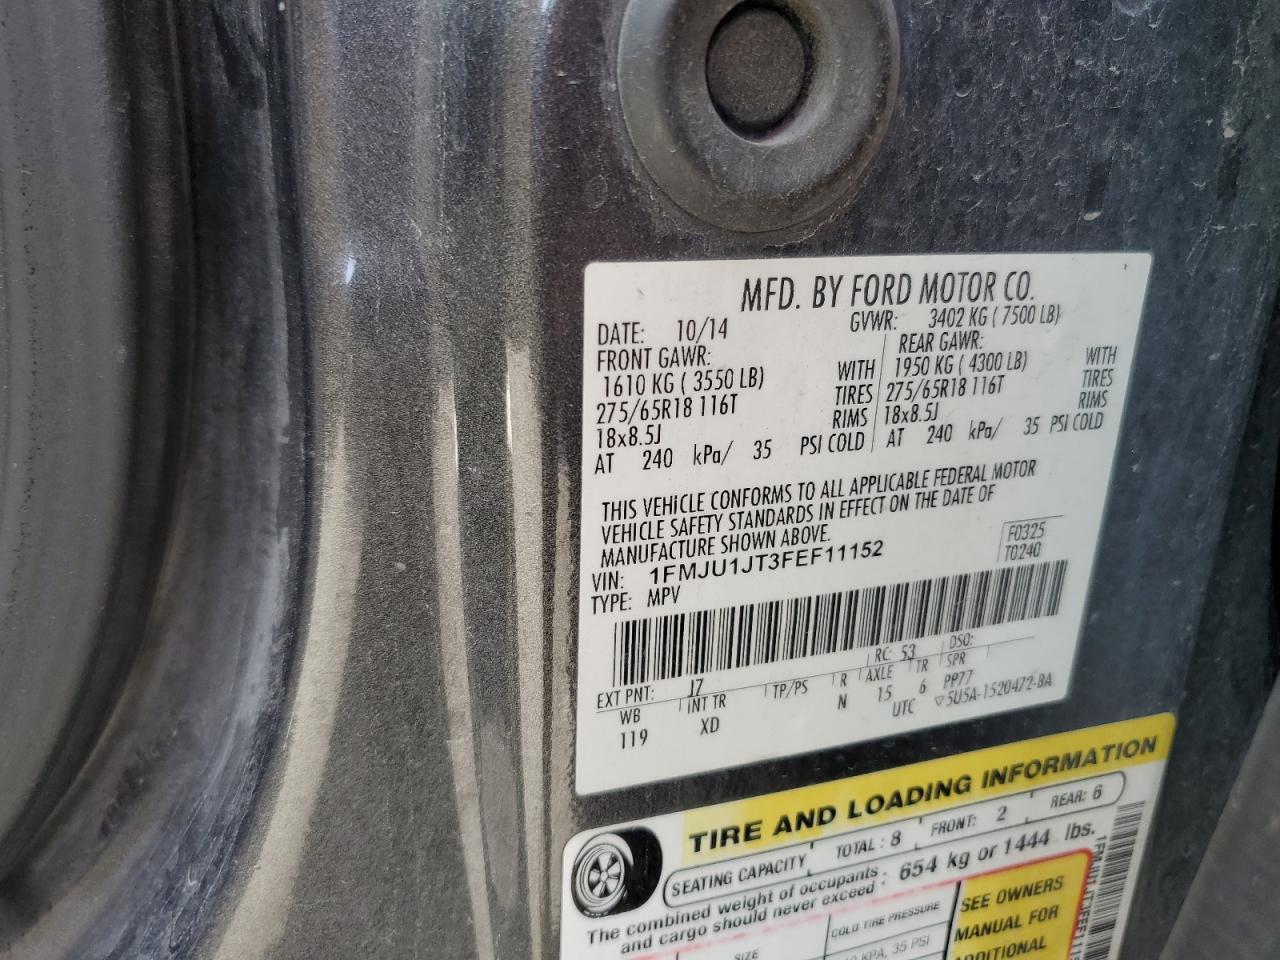 MFD. BY FORD MOTOR CO.
DATE: 10/14 GVWR: 3402 KG ( 7500 LB)
FRONT GAWR: REAR GAWR:
1610 KG ( 3550 LB) WITH 1950 KG ( 4300 LB) WITH
275/65R18 116T TIRES 275/65R18 116T TIRES
18x8.5J RIMS 18x8.5J RIMS
AT 240 kPa/ 35 PSI COLD AT 240 kPa/ 35 PSI COLD
THIS VEHICLE CONFORMS TO ALL APPLICABLE FEDERAL MOTOR
VEHICLE SAFETY STANDARDS IN EFFECT ON THE DATE OF
MANUFACTURE SHOWN ABOVE.
F0325
T0240
VIN: 1FMJU1JT3FEF11152
TYPE: MPV
EXT PNT: J7 RC: 53 DSO:
WB INT TR TP/PS R AXLE TR SPR
119 XD N 15 6 PP77
UTC ▽5U5A-1520472-BA
TIRE AND LOADING INFORMATION
SEATING CAPACITY TOTAL: 8 FRONT: 2 REAR: 6
The combined weight of occupants
and cargo should never exceed : 654 kg or 1444 lbs.
SIZE COLD TIRE PRESSURE
KPA, 35 PSI
SEE OWNERS
MANUAL FOR